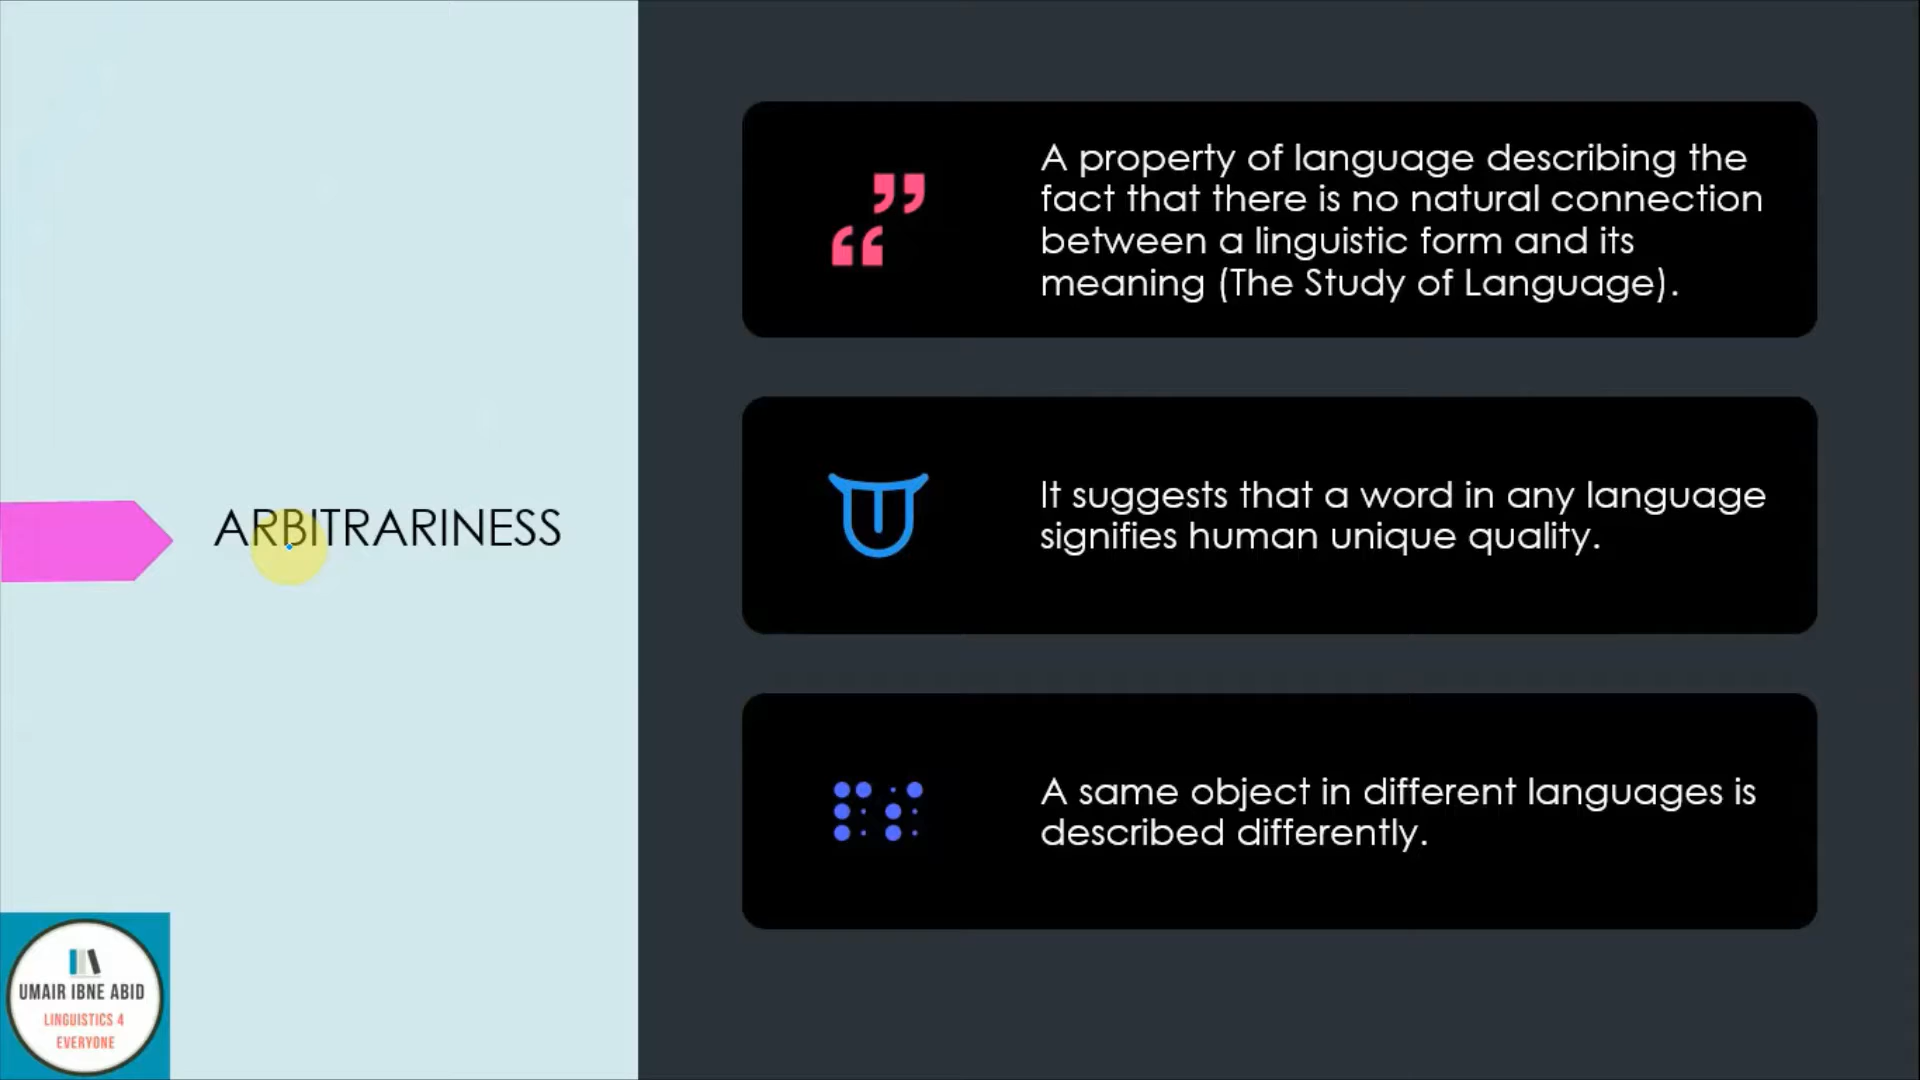 ARBITRARINESS
A property of language describing the
fact that there is no natural connection
between a linguistic form and its
meaning (The Study of Language).
It suggests that a word in any language
signifies human unique quality.
A same object in different languages is
described differently.
UMAIR IBNE ABID
LINGUISTICS 4
EVERYONE